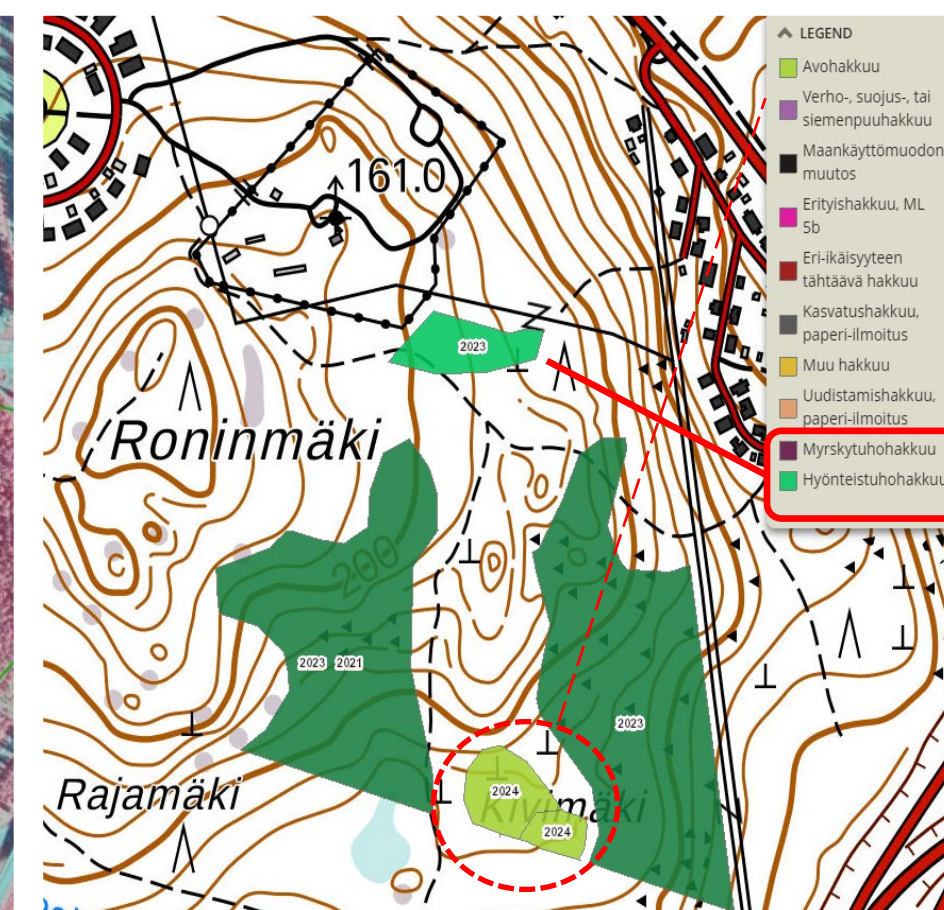 LEGEND
Avohakkuu
Verho-, suojus-, tai
siemenpuuhakkuu
Maankäyttömuodon
muutos
Erityishakkuu, ML
5b
Eri-ikäisyyteen
tähtäävä hakkuu
Kasvatushakkuu,
paperi-ilmoitus
Muu hakkuu
Uudistamishakkuu,
paperi-ilmoitus
Myrskytuhohakkuu
Hyönteistuhohakkuu
161.0
2023
Roninmäki
200
2023 2021
2023
Rajamäki
Kivimäki
2024
2024